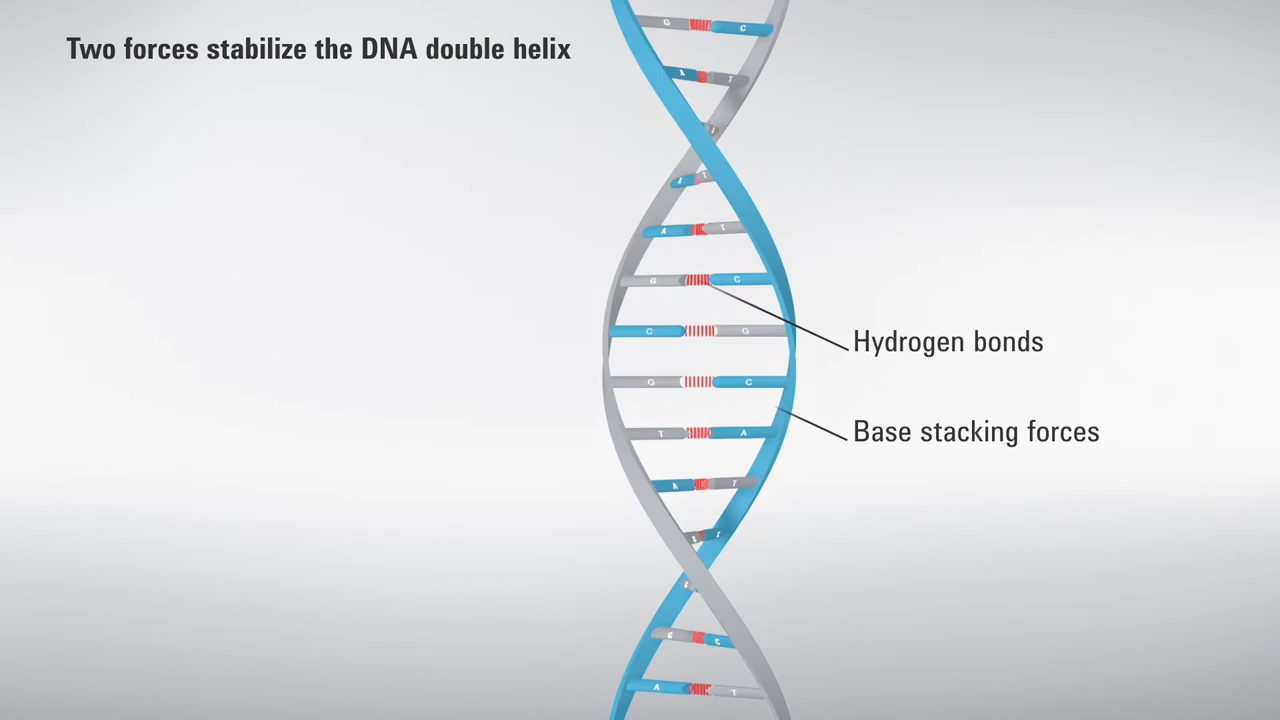 Two forces stabilize the DNA double helix
G C
A T
T
A T
G C
Hydrogen bonds
C G
G C
Base stacking forces
T A
A T
G C
A T